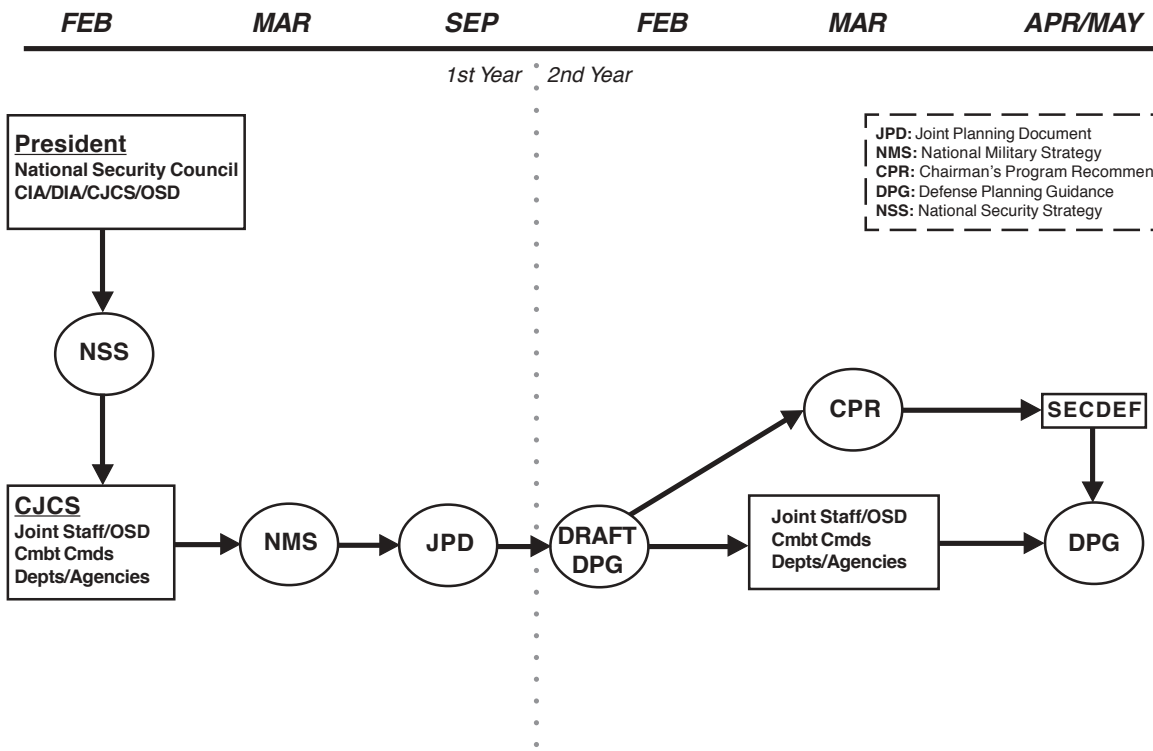 FEB MAR SEP FEB MAR APR/MAY
1st Year 2nd Year
President
National Security Council
CIA/DIA/CJCS/OSD
JPD: Joint Planning Document
NMS: National Military Strategy
CPR: Chairman's Program Recommen
DPG: Defense Planning Guidance
NSS: National Security Strategy
NSS
CPR
SECDEF
CJCS
Joint Staff/OSD
Cmbt Cmds
Depts/Agencies
NMS
JPD
DRAFT
DPG
Joint Staff/OSD
Cmbt Cmds
Depts/Agencies
DPG